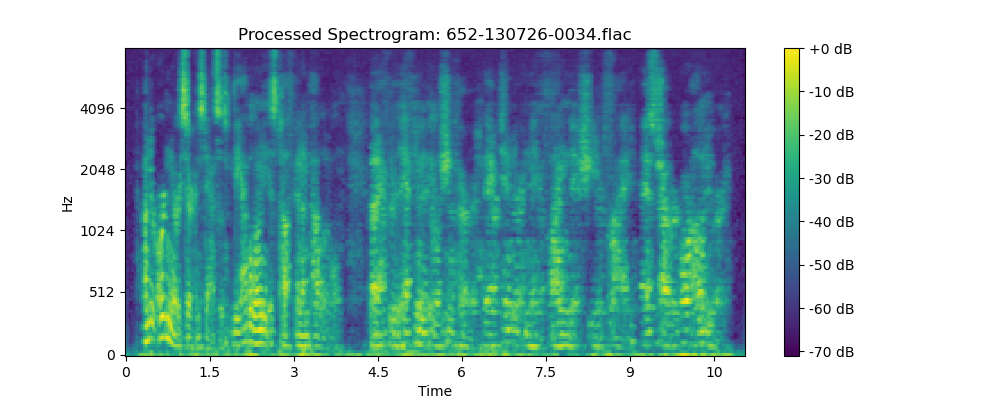 Processed Spectrogram: 652-130726-0034.flac
Hz
4096
2048
1024
512
0
0 1.5 3 4.5 6 7.5 9 10
Time
+0 dB
-10 dB
-20 dB
-30 dB
-40 dB
-50 dB
-60 dB
-70 dB